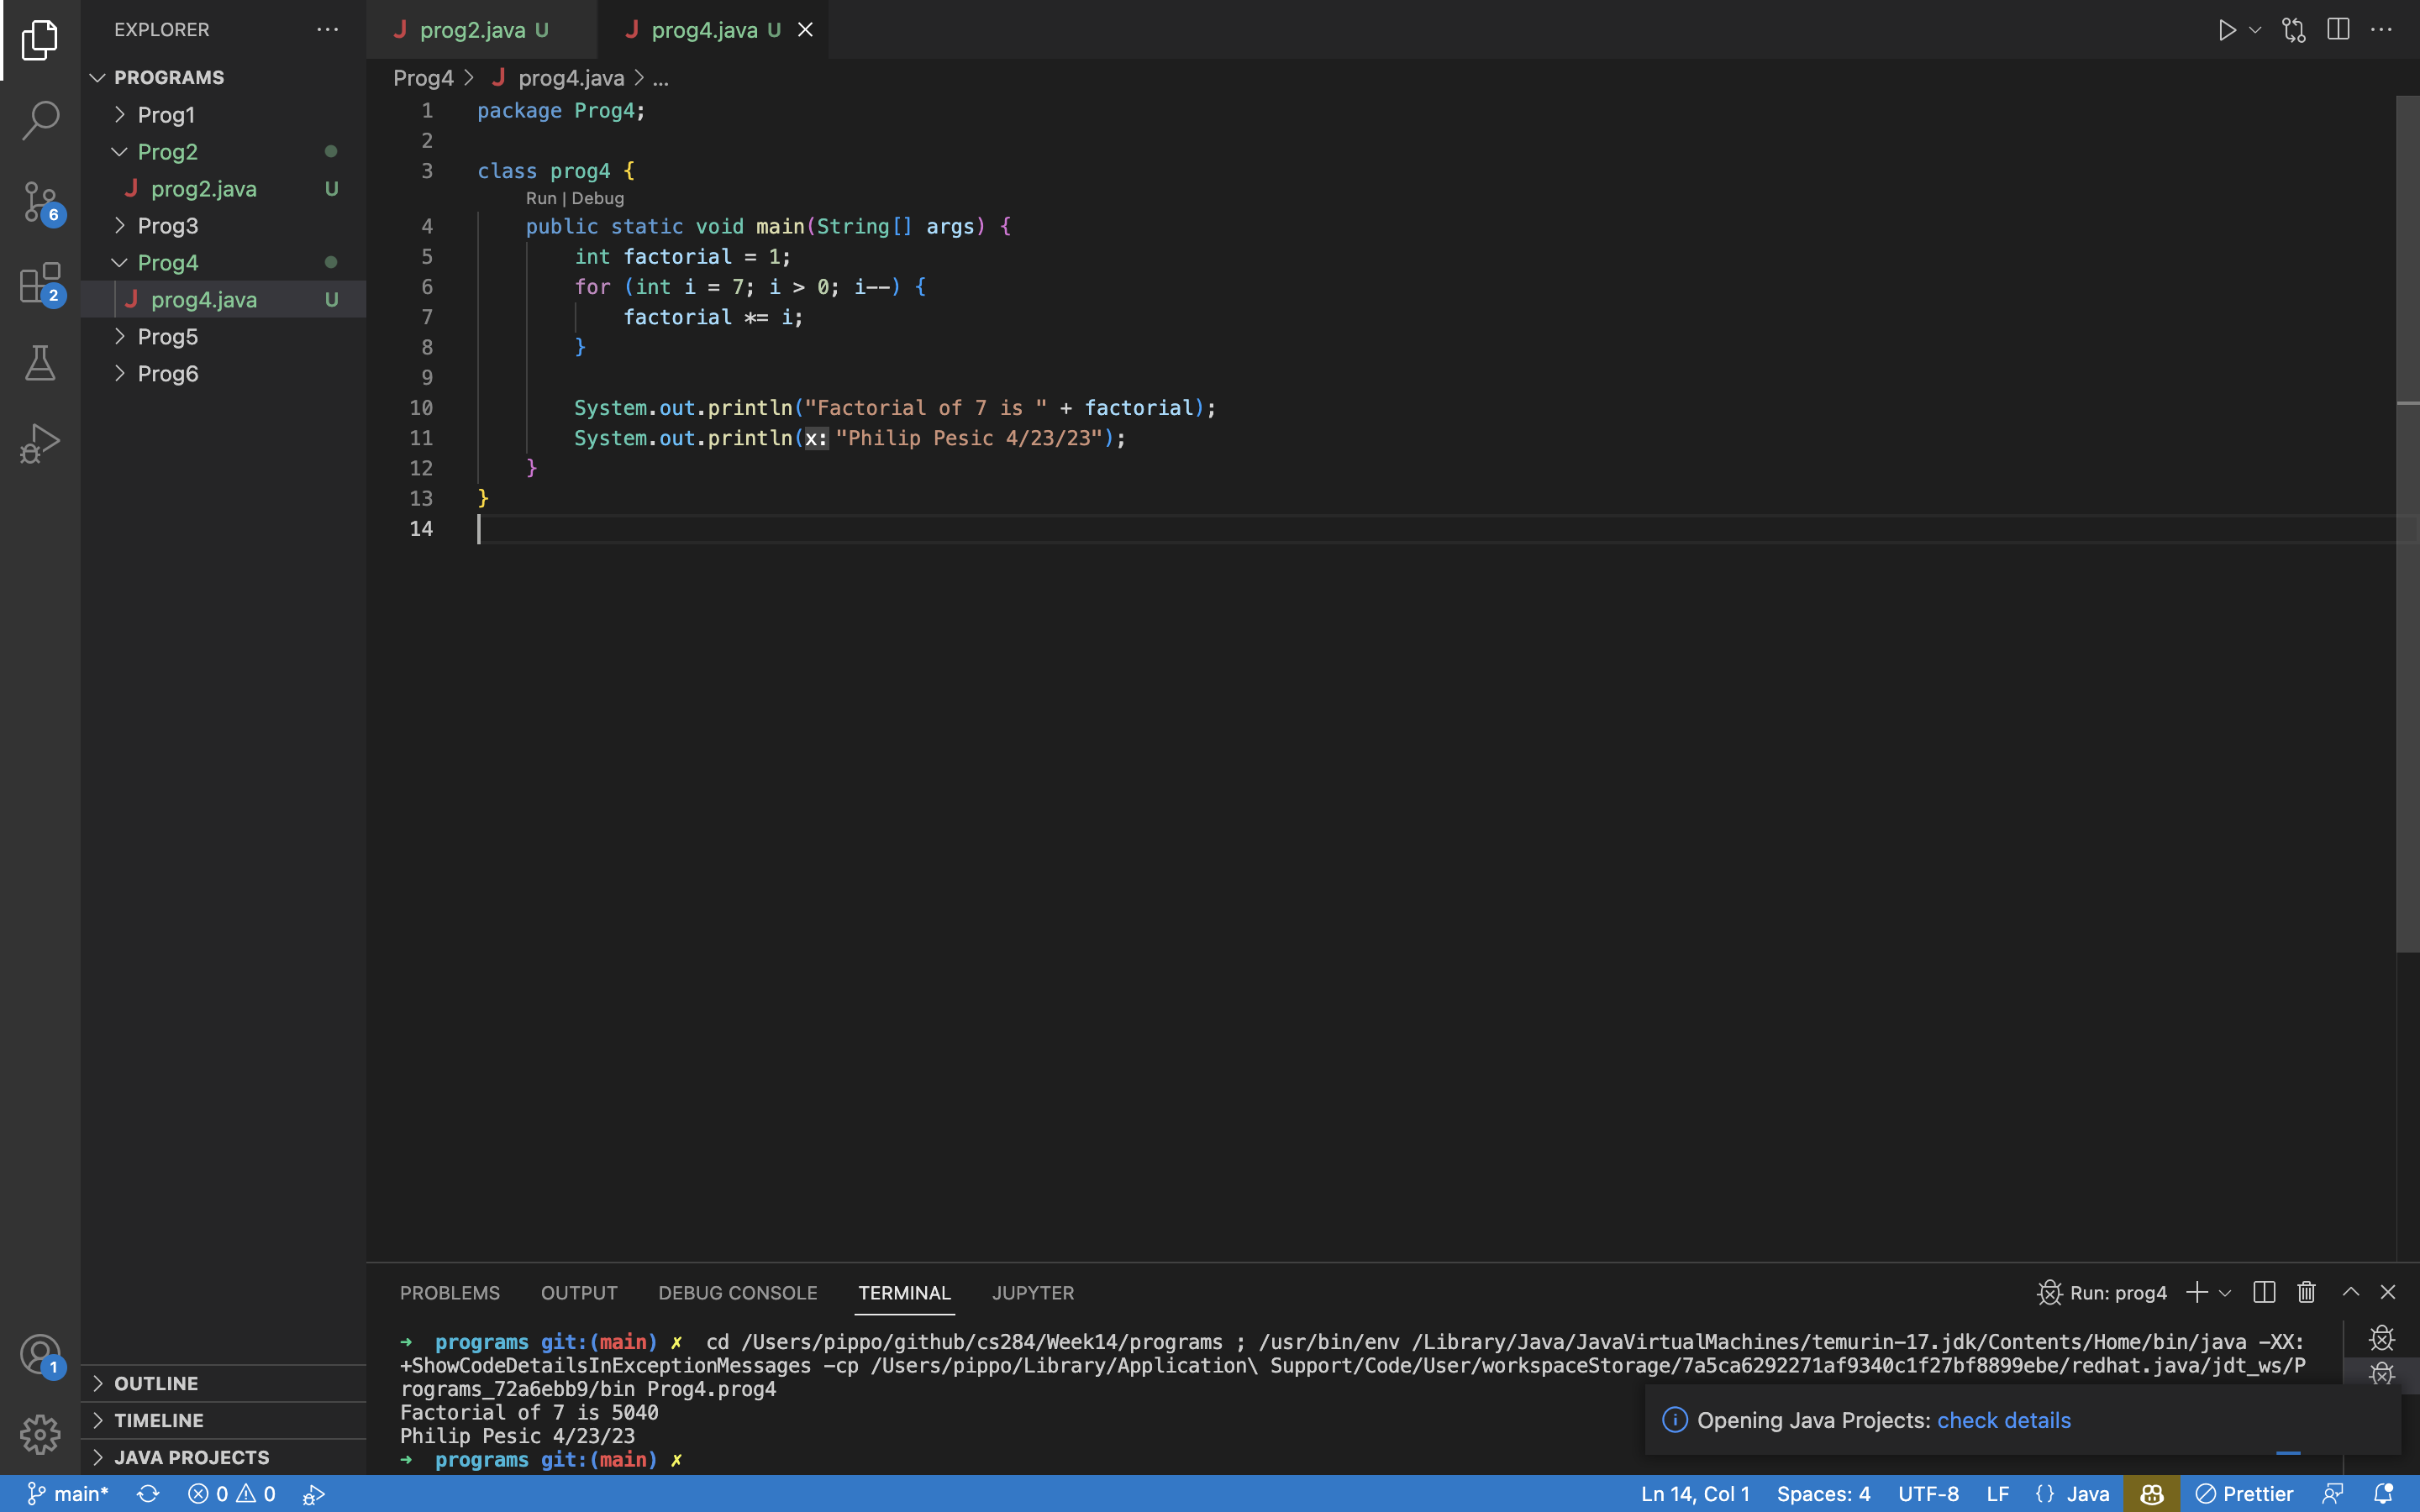 EXPLORER
PROGRAMS
Prog1
Prog2
J prog2.java U
Prog3
Prog4
J prog4.java U
Prog5
Prog6
OUTLINE
TIMELINE
JAVA PROJECTS
6
2
1
J prog2.java U
J prog4.java U
Prog4 > J prog4.java > ...
1 package Prog4;
2
3 class prog4 {
Run | Debug
4 public static void main(String[] args) {
5 int factorial = 1;
6 for (int i = 7; i > 0; i--) {
7 factorial *= i;
8 }
9
10 System.out.println("Factorial of 7 is " + factorial);
11 System.out.println(x: "Philip Pesic 4/23/23");
12 }
13 }
14
PROBLEMS OUTPUT DEBUG CONSOLE TERMINAL JUPYTER
Run: prog4
➜ programs git:(main) ✗ cd /Users/pippo/github/cs284/Week14/programs ; /usr/bin/env /Library/Java/JavaVirtualMachines/temurin-17.jdk/Contents/Home/bin/java -XX:
+ShowCodeDetailsInExceptionMessages -cp /Users/pippo/Library/Application\ Support/Code/User/workspaceStorage/7a5ca6292271af9340c1f27bf8899ebe/redhat.java/jdt_ws/P
rograms_72a6ebb9/bin Prog4.prog4
Factorial of 7 is 5040
Philip Pesic 4/23/23
➜ programs git:(main) ✗
Opening Java Projects: check details
main* 0 0
Ln 14, Col 1 Spaces: 4 UTF-8 LF {} Java Prettier